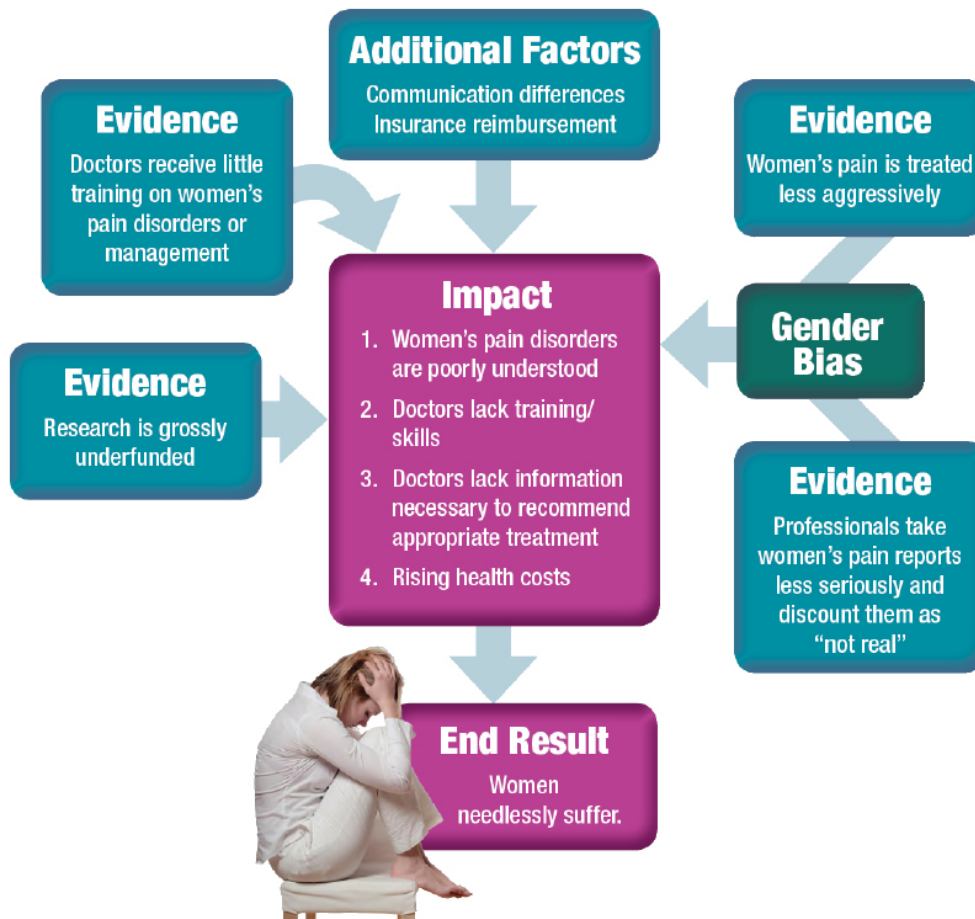 Additional Factors
Communication differences
Insurance reimbursement
Evidence
Doctors receive little
training on women's
pain disorders or
management
Evidence
Women's pain is treated
less aggressively
Impact
1. Women's pain disorders
are poorly understood
2. Doctors lack training/
skills
3. Doctors lack information
necessary to recommend
appropriate treatment
4. Rising health costs
Gender
Bias
Evidence
Research is grossly
underfunded
Evidence
Professionals take
women's pain reports
less seriously and
discount them as
“not real”
End Result
Women
needlessly suffer.